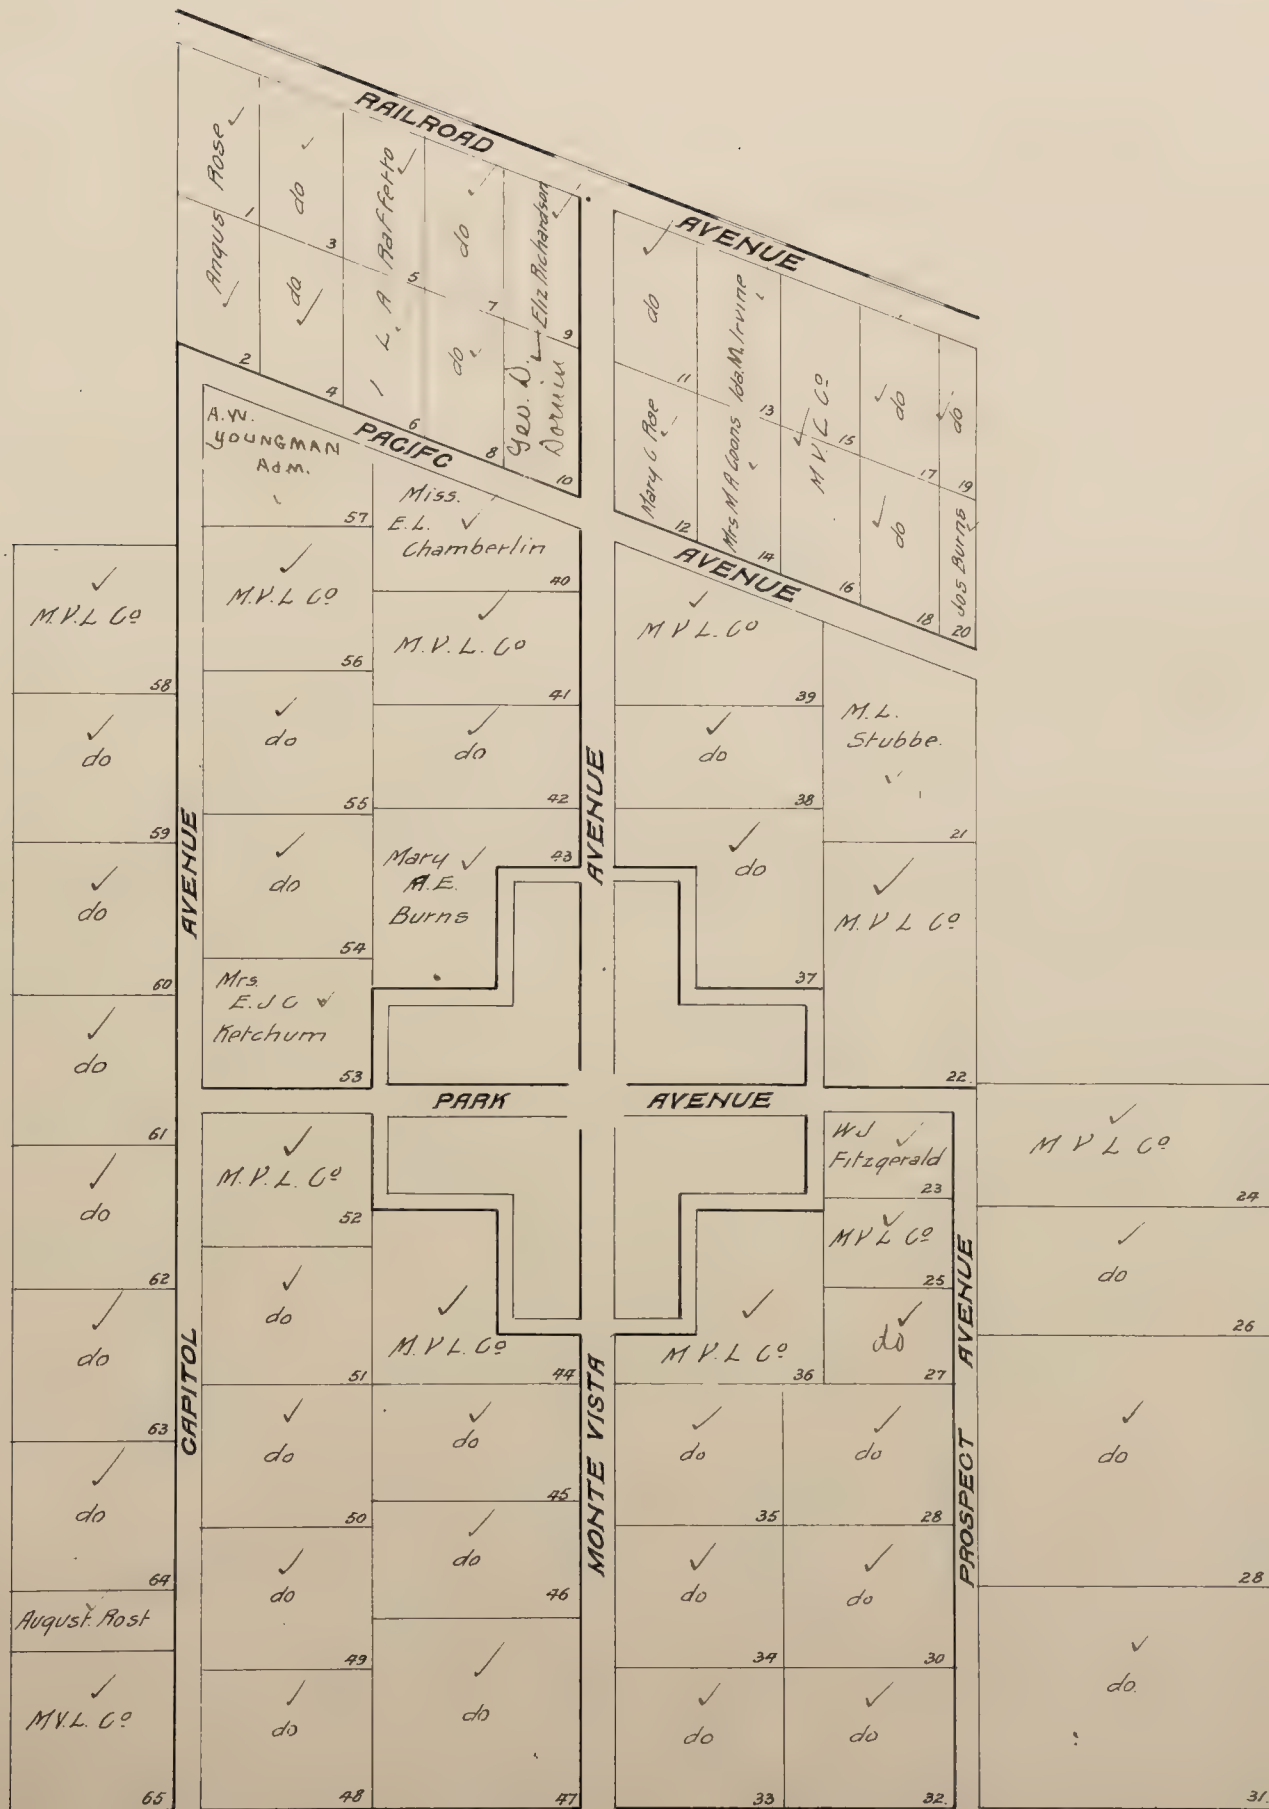 RAILROAD
AVENUE
Angus Rose
1
2
do
3
do
4
L. A Raffetto
5
6
do
7
do
8
Eliz Richardson
9
Geo. D.
Dornin
10
do
11
Mary C Roe
12
Ida. M. Irvine
13
Mrs M A Coons
14
M V L Co
15
16
do
17
do
18
do
19
Jos Burns
20
PACIFC
AVENUE
A.W.
YOUNGMAN
Adm.
57
Miss.
E.L.
Chamberlin
40
M.V.L Co
58
M.V.L Co
56
M.V.L. Co
41
M V L. Co
39
M.L.
Stubbe.
21
do
59
do
55
do
42
do
38
do
60
do
54
Mary
A.E.
Burns
43
do
37
M.V L Co
22
AVENUE
AVENUE
Mrs.
E.J C
Ketchum
53
do
61
PARK
AVENUE
M.V.L. Co
52
W J
Fitzgerald
23
M V L Co
24
do
62
M V L Co
25
do
26
do
51
M.V L. Co
44
M V.L Co
36
do
27
do
63
CAPITOL
MONTE VISTA
PROSPECT
AVENUE
do
50
do
45
do
35
do
28
do
28
do
64
do
49
do
46
do
34
do
30
August. Rost
M.V.L. Co
65
do
48
do
47
do
33
do
32.
do.
31.